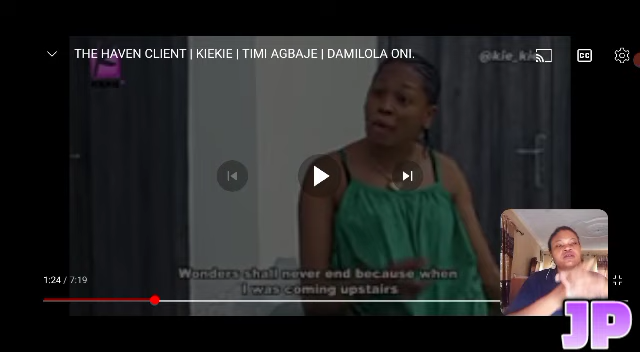 THE HAVEN CLIENT | KIEKIE | TIMI AGBAJE | DAMILOLA ONI.
@kie_kie
CC
1:24 / 7:19
Wonders shall never end because when
I was coming upstairs
JP